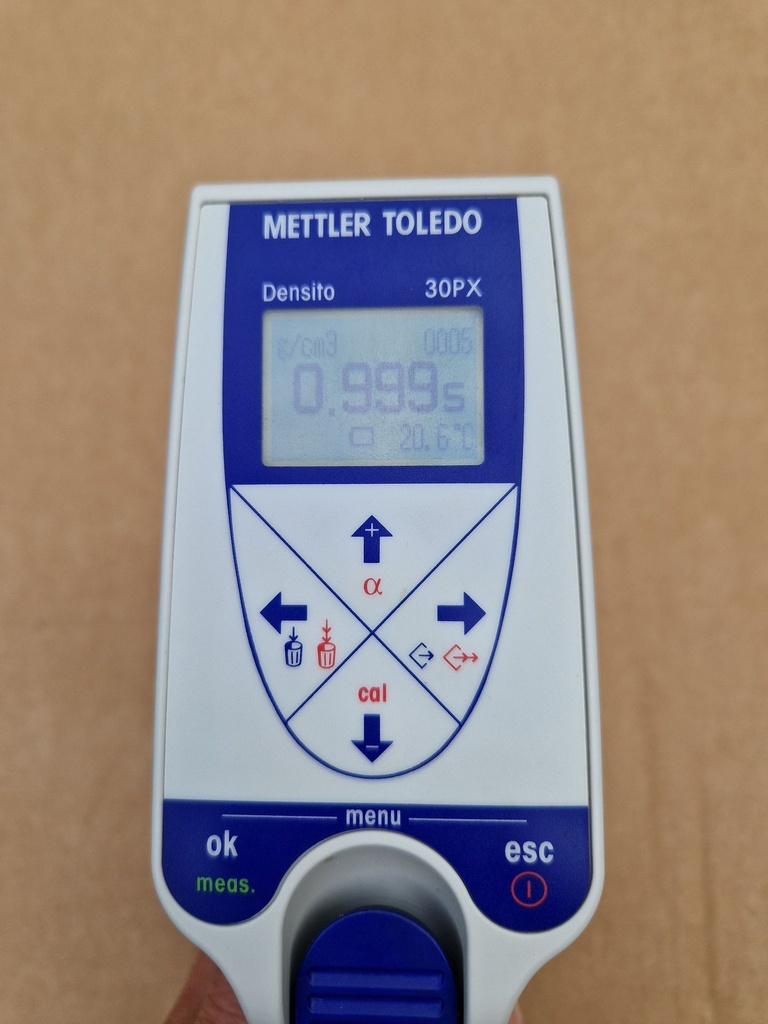 METTLER TOLEDO
Densito 30PX
g/cm3 0005
0.999s
20.6°C
+
α
cal
-
menu
ok esc
meas.